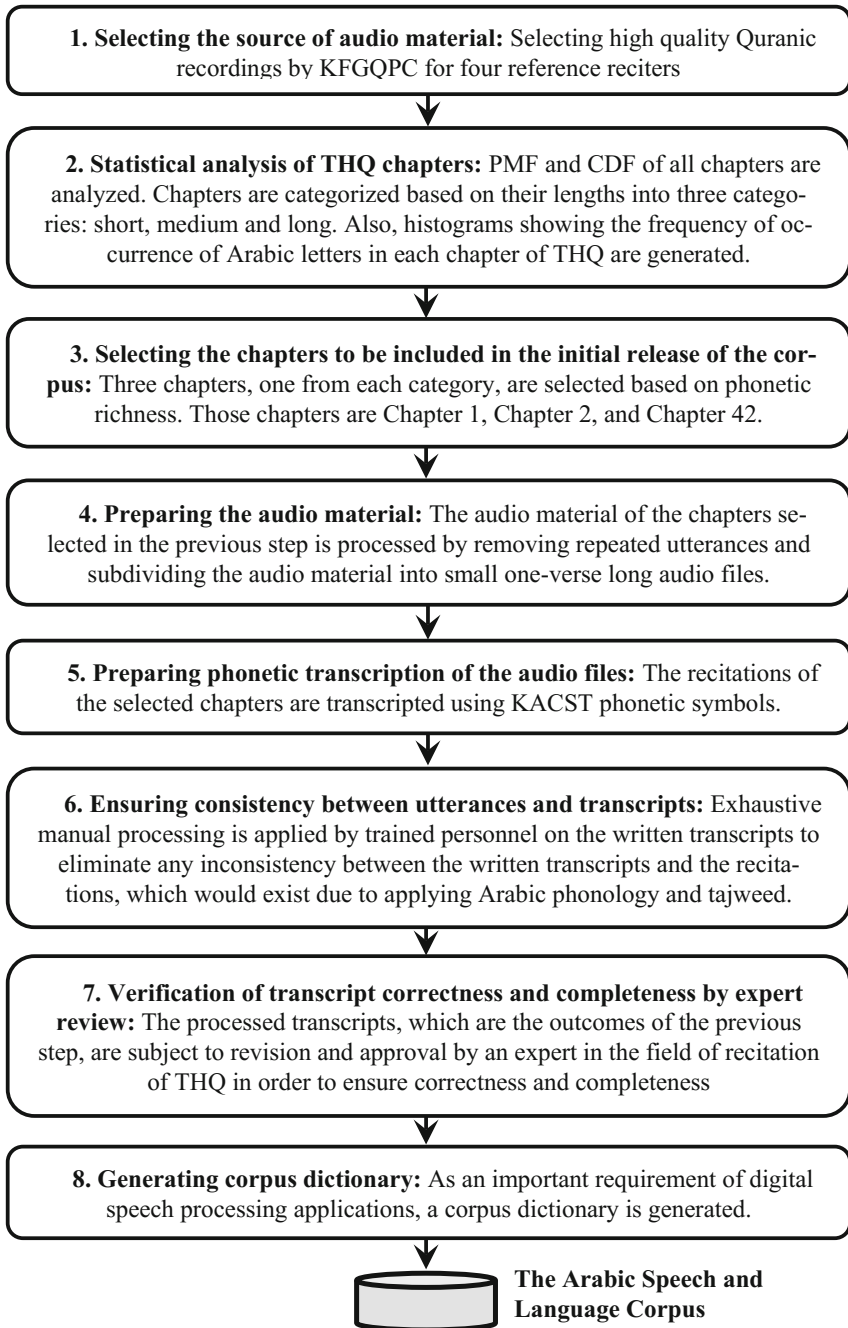 1. Selecting the source of audio material: Selecting high quality Quranic
recordings by KFGQPC for four reference reciters
2. Statistical analysis of THQ chapters: PMF and CDF of all chapters are
analyzed. Chapters are categorized based on their lengths into three catego-
ries: short, medium and long. Also, histograms showing the frequency of oc-
currence of Arabic letters in each chapter of THQ are generated.
3. Selecting the chapters to be included in the initial release of the cor-
pus: Three chapters, one from each category, are selected based on phonetic
richness. Those chapters are Chapter 1, Chapter 2, and Chapter 42.
4. Preparing the audio material: The audio material of the chapters se-
lected in the previous step is processed by removing repeated utterances and
subdividing the audio material into small one-verse long audio files.
5. Preparing phonetic transcription of the audio files: The recitations of
the selected chapters are transcripted using KACST phonetic symbols.
6. Ensuring consistency between utterances and transcripts: Exhaustive
manual processing is applied by trained personnel on the written transcripts to
eliminate any inconsistency between the written transcripts and the recita-
tions, which would exist due to applying Arabic phonology and tajweed.
7. Verification of transcript correctness and completeness by expert
review: The processed transcripts, which are the outcomes of the previous
step, are subject to revision and approval by an expert in the field of recitation
of THQ in order to ensure correctness and completeness
8. Generating corpus dictionary: As an important requirement of digital
speech processing applications, a corpus dictionary is generated.
The Arabic Speech and
Language Corpus